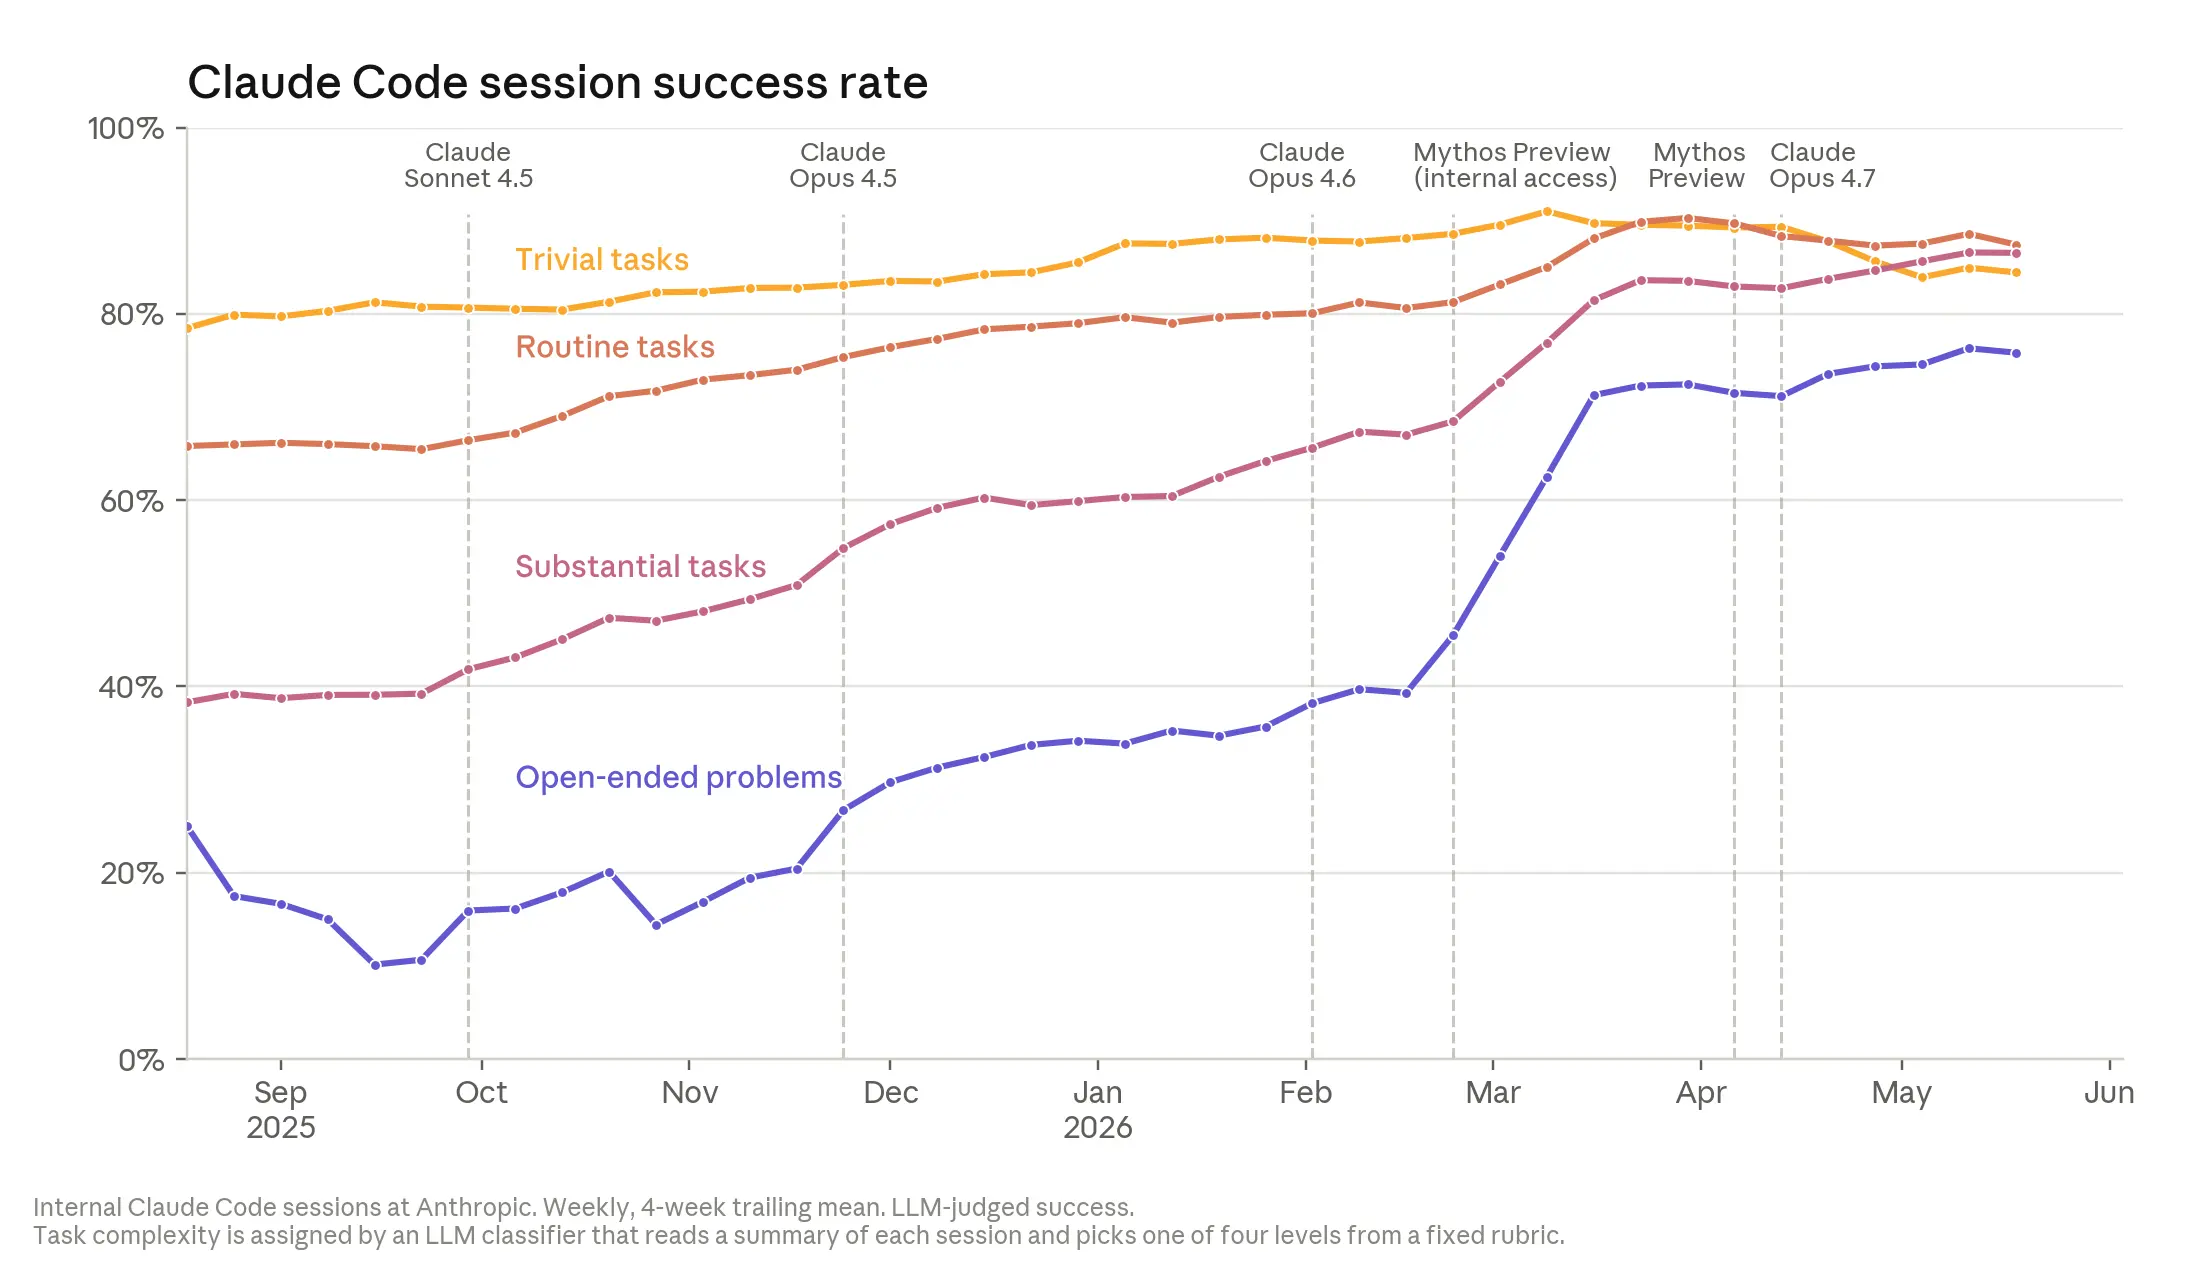 Claude Code session success rate
100%
80%
60%
40%
20%
0%
Claude
Sonnet 4.5
Claude
Opus 4.5
Claude
Opus 4.6
Mythos Preview
(internal access)
Mythos
Preview
Claude
Opus 4.7
Trivial tasks
Routine tasks
Substantial tasks
Open-ended problems
Sep
2025
Oct
Nov
Dec
Jan
2026
Feb
Mar
Apr
May
Jun
Internal Claude Code sessions at Anthropic. Weekly, 4-week trailing mean. LLM-judged success.
Task complexity is assigned by an LLM classifier that reads a summary of each session and picks one of four levels from a fixed rubric.